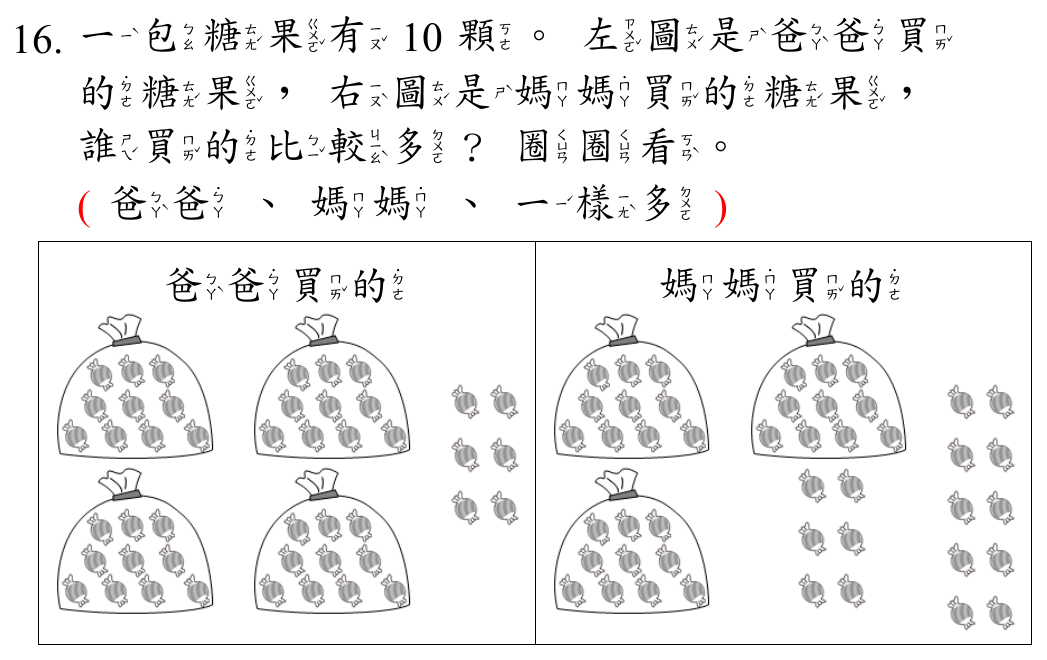 16. 一包糖果有 10 顆。 左圖是爸爸買
的糖果， 右圖是媽媽買的糖果，
誰買的比較多？ 圈圈看。
( 爸爸 、 媽媽 、 一樣多 )
爸爸買的
媽媽買的